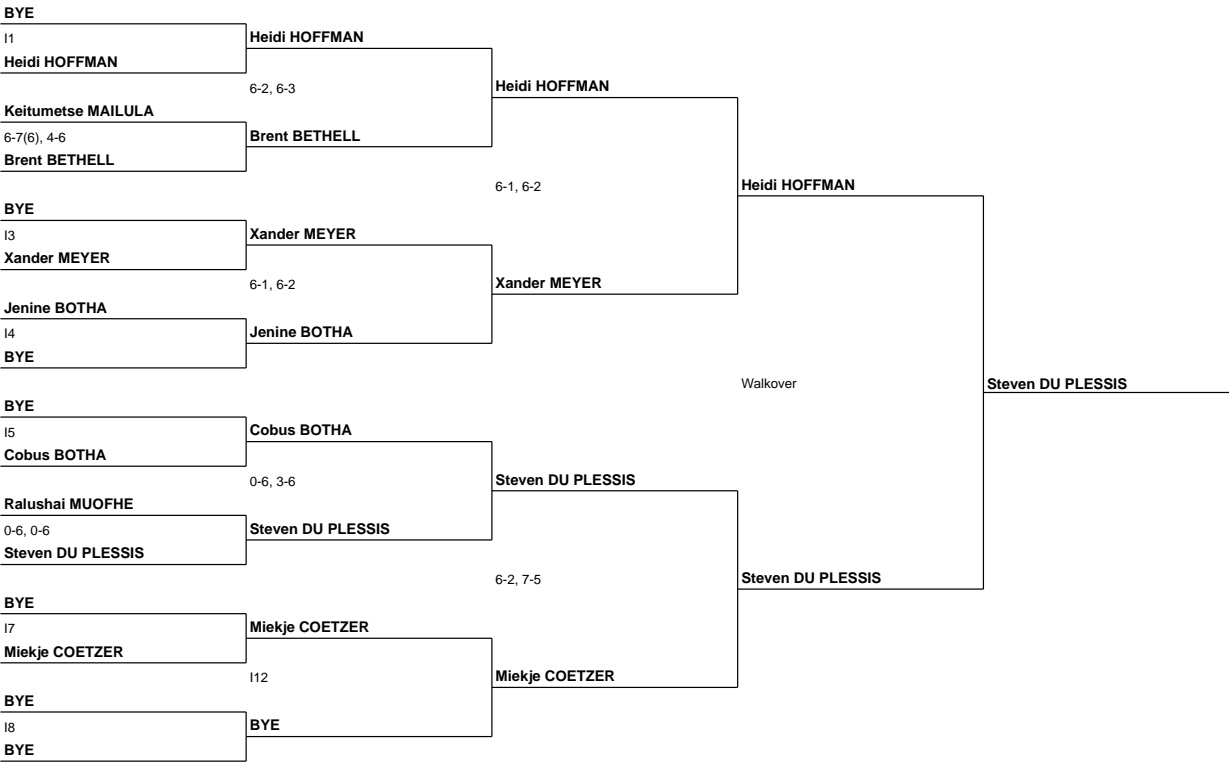 BYE
I1
Heidi HOFFMAN
Heidi HOFFMAN
6-2, 6-3
Heidi HOFFMAN
Keitumetse MAILULA
6-7(6), 4-6
Brent BETHELL
Brent BETHELL
6-1, 6-2
Heidi HOFFMAN
BYE
I3
Xander MEYER
Xander MEYER
6-1, 6-2
Xander MEYER
Jenine BOTHA
I4
Jenine BOTHA
BYE
Walkover
Steven DU PLESSIS
BYE
I5
Cobus BOTHA
Cobus BOTHA
0-6, 3-6
Steven DU PLESSIS
Ralushai MUOFHE
0-6, 0-6
Steven DU PLESSIS
Steven DU PLESSIS
6-2, 7-5
Steven DU PLESSIS
BYE
I7
Miekje COETZER
Miekje COETZER
I12
Miekje COETZER
BYE
I8
BYE
BYE